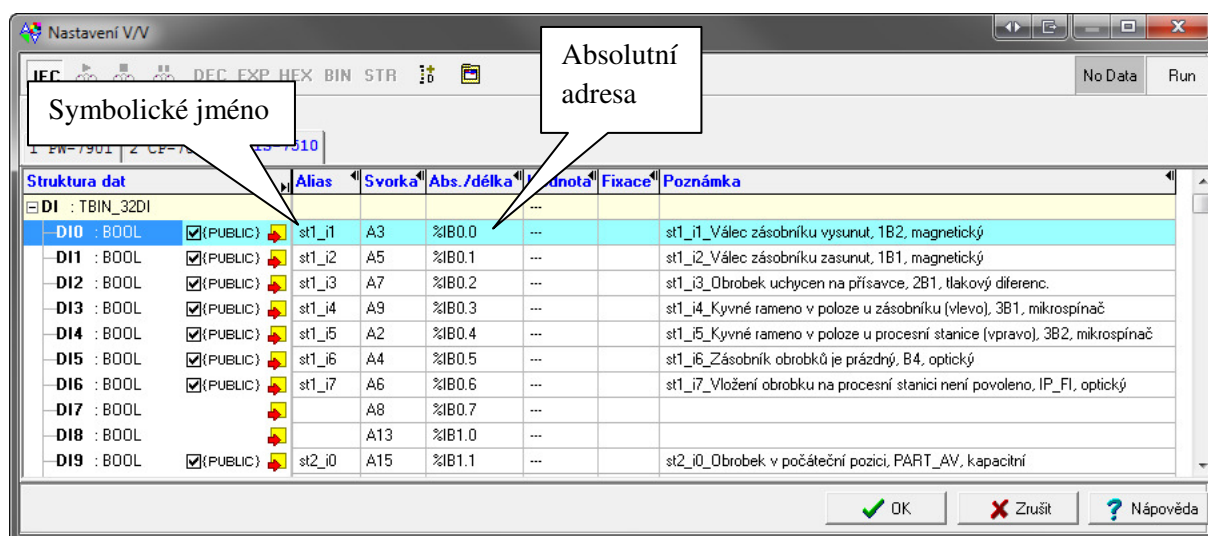 Nastavení V/V
IEC DEC EXP HEX BIN STR No Data Run
Symbolické jméno
Absolutní
adresa
1 PW-7901 2 CP-7 IS-7510
Struktura dat Alias Svorka Abs./délka Hodnota Fixace Poznámka
DI : TBIN_32DI ---
DI0 : BOOL {PUBLIC} st1_i1 A3 %IB0.0 --- st1_i1_Válec zásobníku vysunut, 1B2, magnetický
DI1 : BOOL {PUBLIC} st1_i2 A5 %IB0.1 --- st1_i2_Válec zásobníku zasunut, 1B1, magnetický
DI2 : BOOL {PUBLIC} st1_i3 A7 %IB0.2 --- st1_i3_Obrobek uchycen na přísavce, 2B1, tlakový diferenc.
DI3 : BOOL {PUBLIC} st1_i4 A9 %IB0.3 --- st1_i4_Kyvné rameno v poloze u zásobníku (vlevo), 3B1, mikrospínač
DI4 : BOOL {PUBLIC} st1_i5 A2 %IB0.4 --- st1_i5_Kyvné rameno v poloze u procesní stanice (vpravo), 3B2, mikrospínač
DI5 : BOOL {PUBLIC} st1_i6 A4 %IB0.5 --- st1_i6_Zásobník obrobků je prázdný, B4, optický
DI6 : BOOL {PUBLIC} st1_i7 A6 %IB0.6 --- st1_i7_Vložení obrobku na procesní stanici není povoleno, IP_FI, optický
DI7 : BOOL A8 %IB0.7 ---
DI8 : BOOL A13 %IB1.0 ---
DI9 : BOOL {PUBLIC} st2_i0 A15 %IB1.1 --- st2_i0_Obrobek v počáteční pozici, PART_AV, kapacitní
OK Zrušit Nápověda